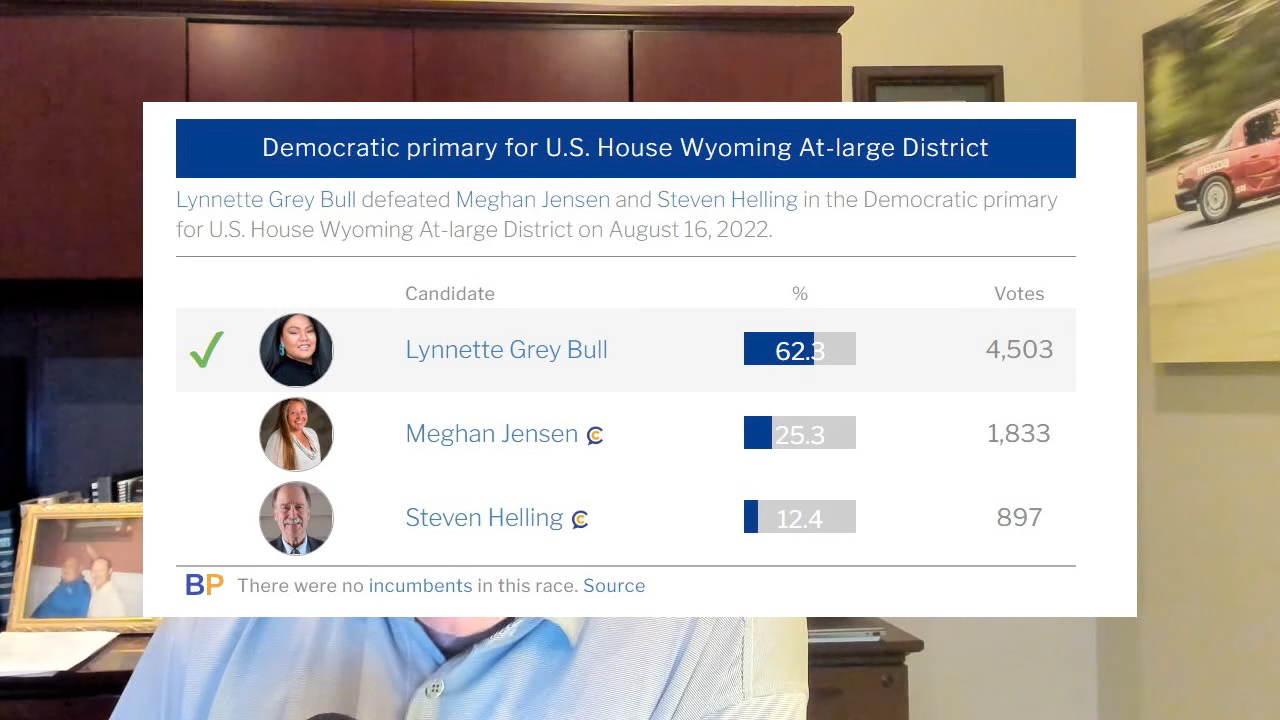 Democratic primary for U.S. House Wyoming At-large District
Lynnette Grey Bull defeated Meghan Jensen and Steven Helling in the Democratic primary
for U.S. House Wyoming At-large District on August 16, 2022.
Candidate % Votes
Lynnette Grey Bull 62.3 4,503
Meghan Jensen 25.3 1,833
Steven Helling 12.4 897
BP There were no incumbents in this race. Source
mazda